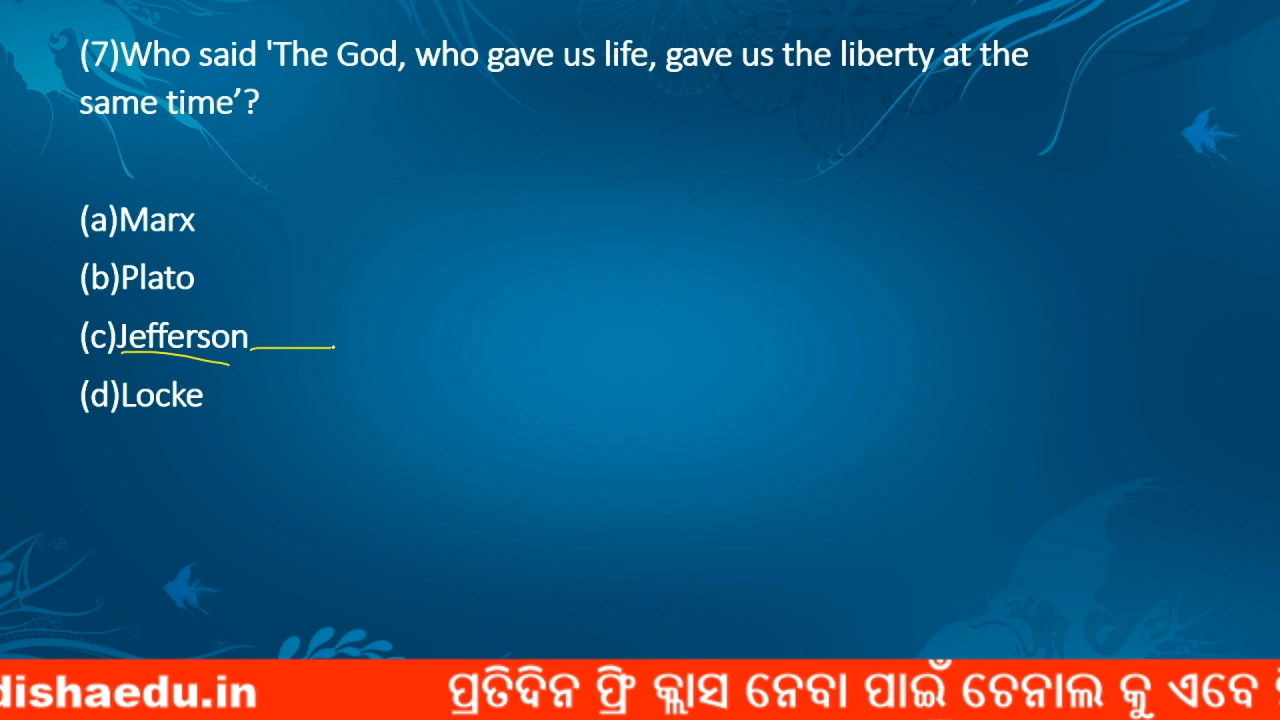 (7)Who said 'The God, who gave us life, gave us the liberty at the
same time’?
(a)Marx
(b)Plato
(c)Jefferson
(d)Locke
dishaedu.in ପ୍ରତିଦିନ ଫ୍ରି କ୍ଲାସ ନେବା ପାଇଁ ଚେନାଲ କୁ ଏବେ